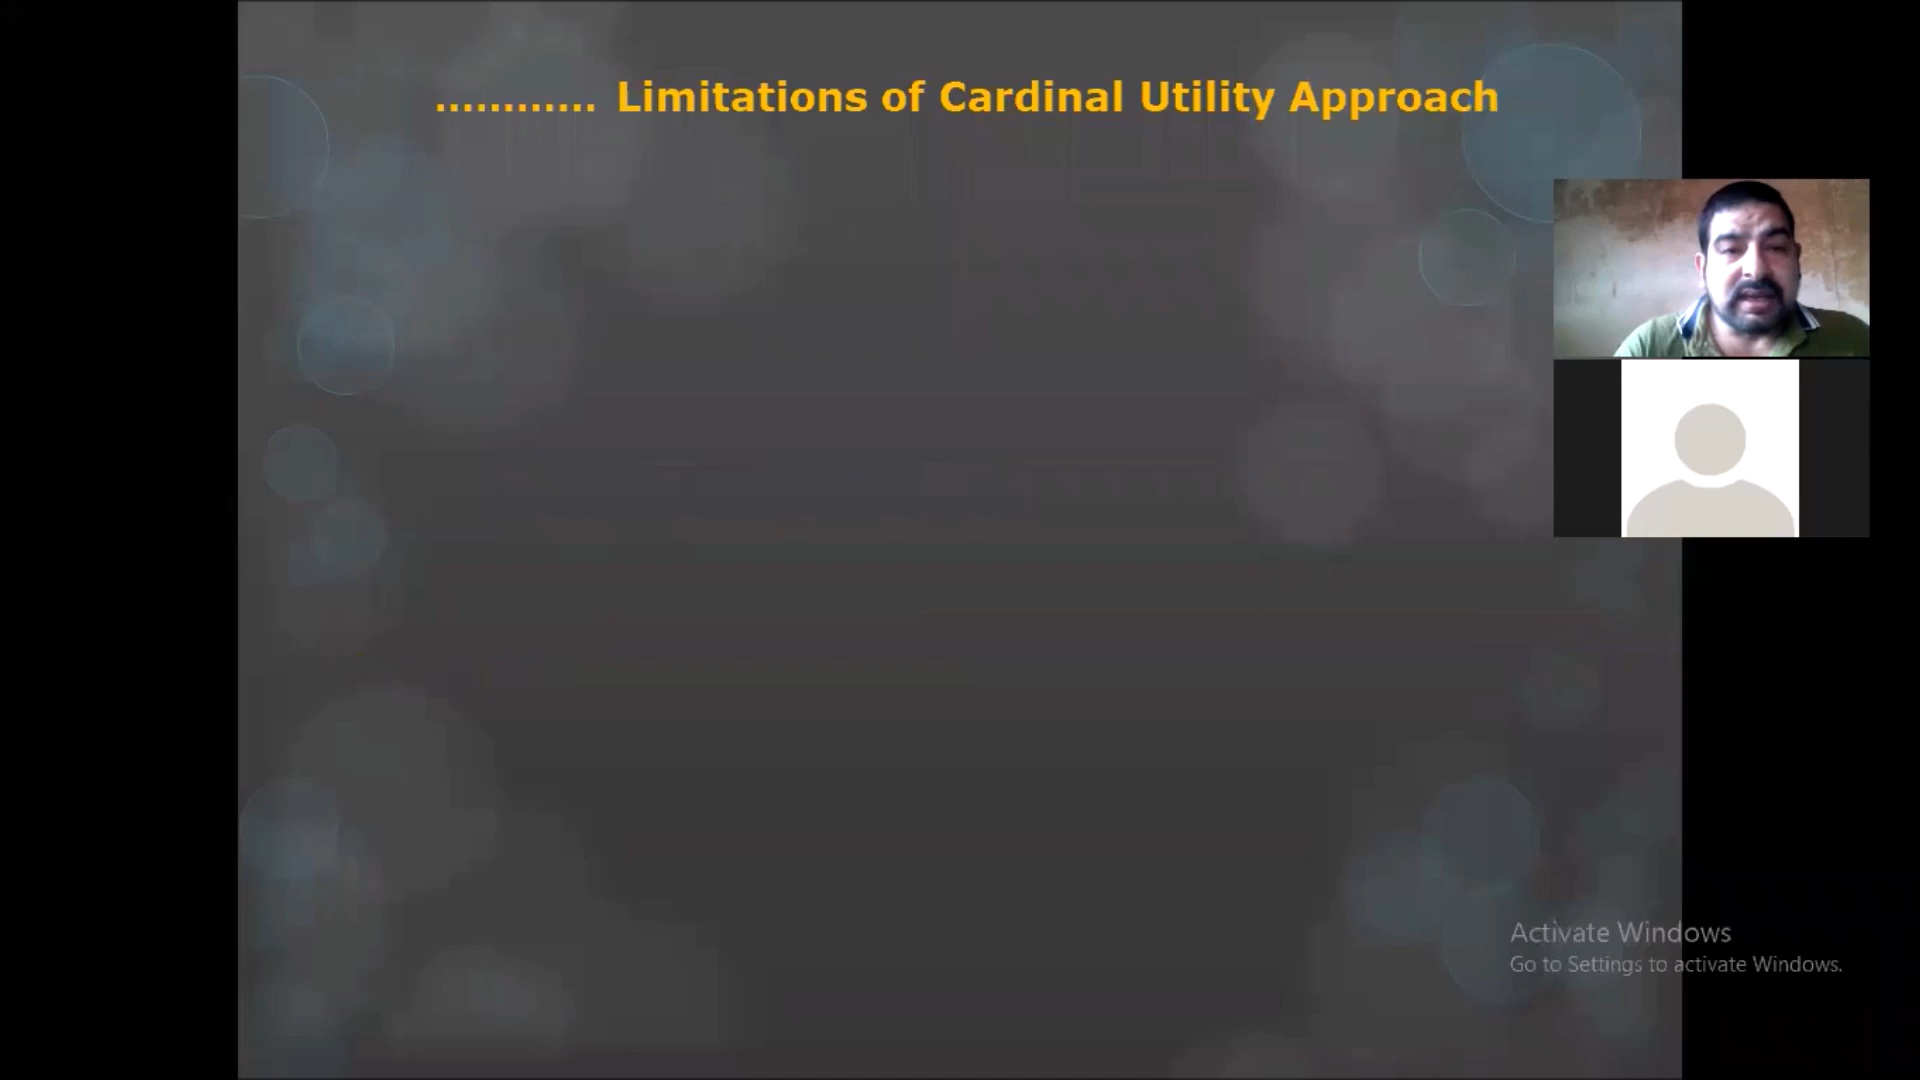 ............ Limitations of Cardinal Utility Approach
Activate Windows
Go to Settings to activate Windows.